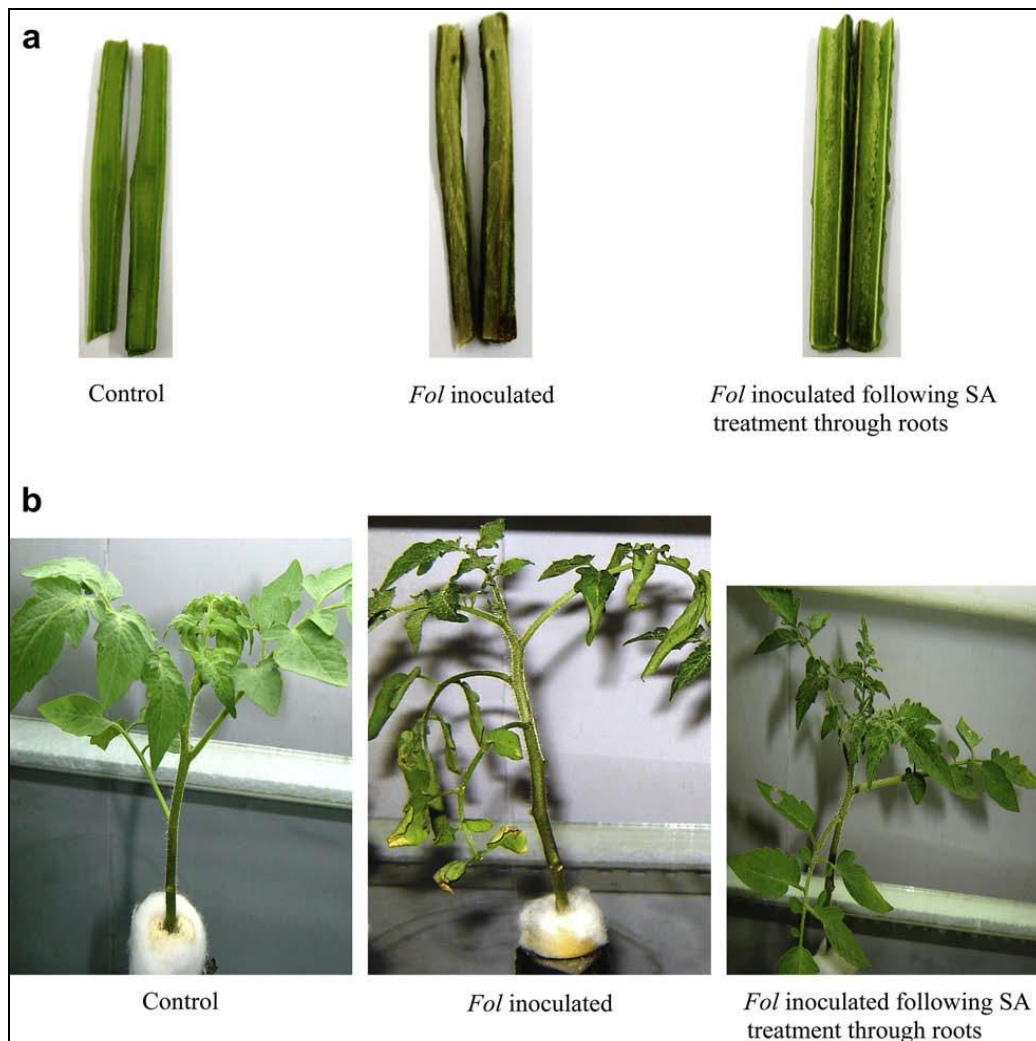 a
Control
Fol inoculated
Fol inoculated following SA
treatment through roots
b
Control
Fol inoculated
Fol inoculated following SA
treatment through roots